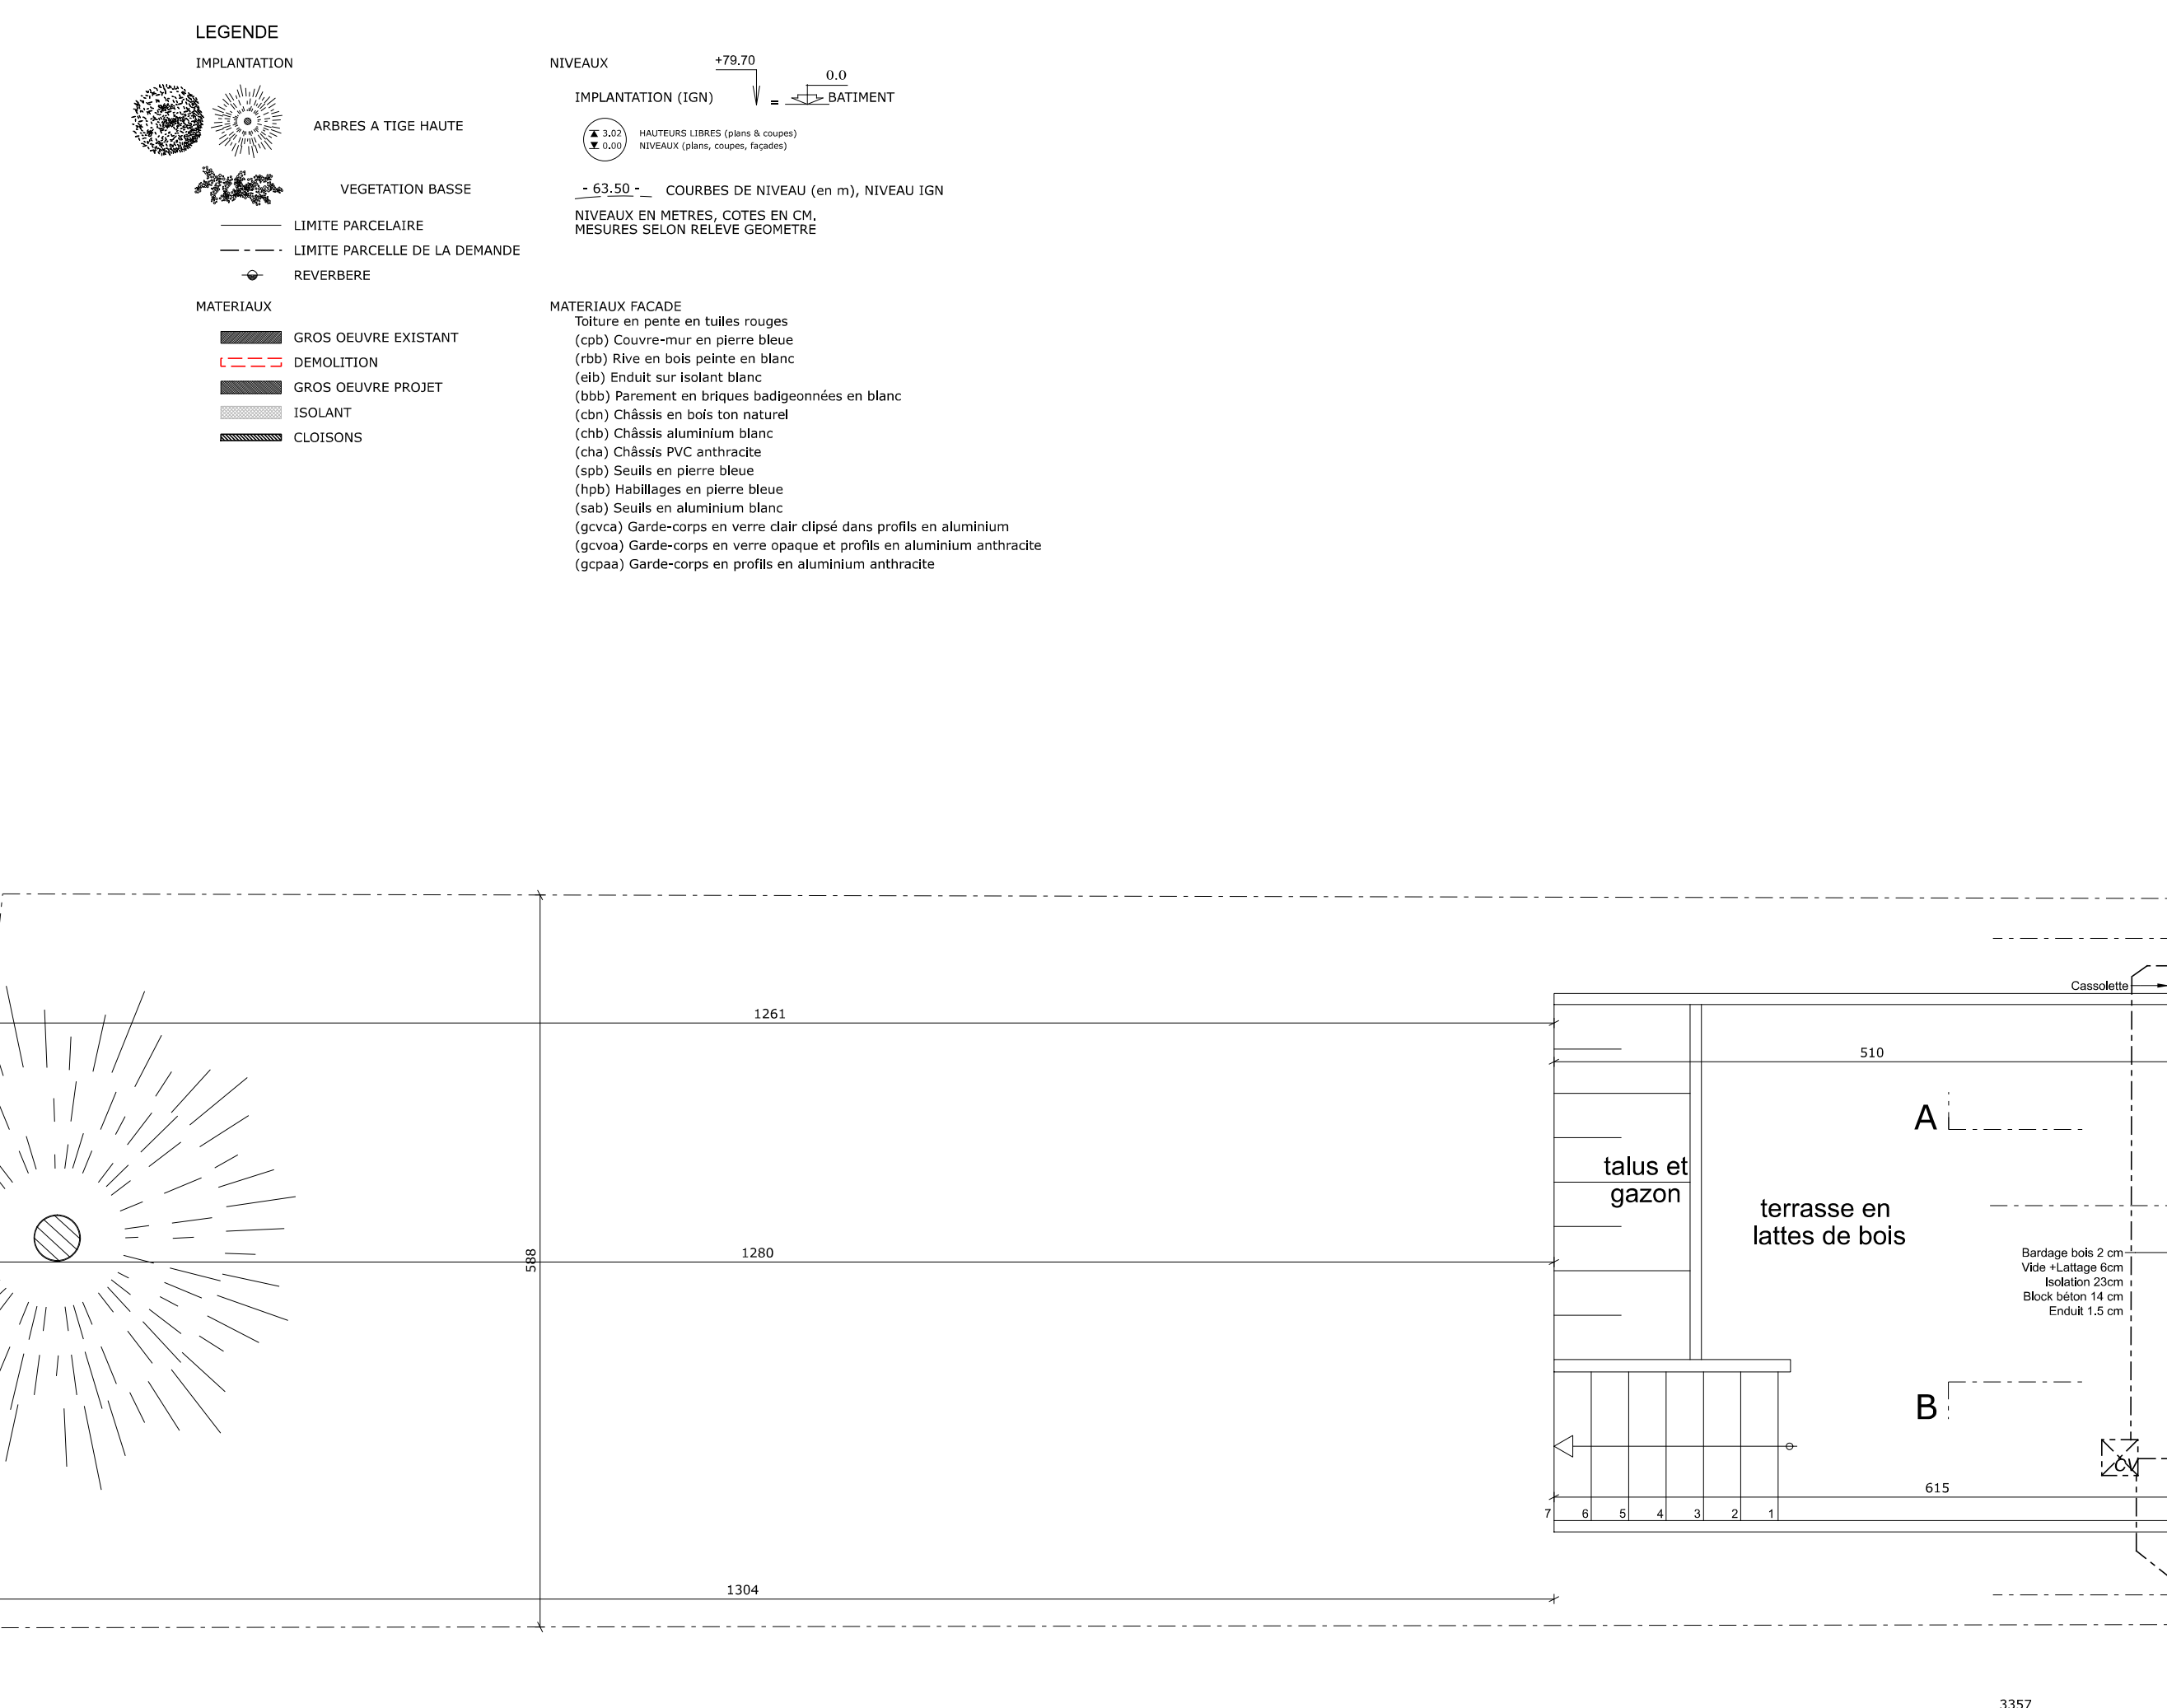 LEGENDE
IMPLANTATION
ARBRES A TIGE HAUTE
VEGETATION BASSE
LIMITE PARCELAIRE
LIMITE PARCELLE DE LA DEMANDE
REVERBERE
MATERIAUX
GROS OEUVRE EXISTANT
DEMOLITION
GROS OEUVRE PROJET
ISOLANT
CLOISONS
NIVEAUX
+79.70
0.0
IMPLANTATION (IGN)
= BATIMENT
3.02
0.00
HAUTEURS LIBRES (plans & coupes)
NIVEAUX (plans, coupes, façades)
- 63.50 -
COURBES DE NIVEAU (en m), NIVEAU IGN
NIVEAUX EN METRES, COTES EN CM.
MESURES SELON RELEVE GEOMETRE
MATERIAUX FACADE
Toiture en pente en tuiles rouges
(cpb) Couvre-mur en pierre bleue
(rbb) Rive en bois peinte en blanc
(eib) Enduit sur isolant blanc
(bbb) Parement en briques badigeonnées en blanc
(cbn) Châssis en bois ton naturel
(chb) Châssis aluminium blanc
(cha) Châssis PVC anthracite
(spb) Seuils en pierre bleue
(hpb) Habillages en pierre bleue
(sab) Seuils en aluminium blanc
(gcvca) Garde-corps en verre clair clipsé dans profils en aluminium
(gcvoa) Garde-corps en verre opaque et profils en aluminium anthracite
(gcpaa) Garde-corps en profils en aluminium anthracite
Cassolette
1261
510
A
talus et
gazon
terrasse en
lattes de bois
588
1280
Bardage bois 2 cm
Vide +Lattage 6cm
Isolation 23cm
Block béton 14 cm
Enduit 1.5 cm
B
CV
615
7 6 5 4 3 2 1
1304
3357